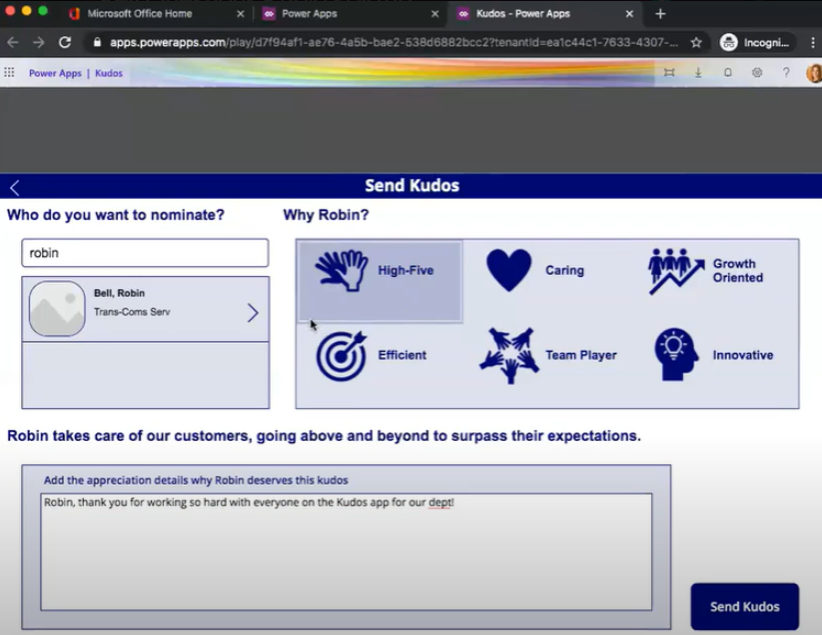 Microsoft Office Home
Power Apps
Kudos - Power Apps
apps.powerapps.com/play/d7f94af1-ae76-4a5b-bae2-538d6882bcc2?tenantId=ea1c44c1-7633-4307-...
Incogni...
Power Apps | Kudos
Send Kudos
Who do you want to nominate?
Why Robin?
robin
Bell, Robin
Trans-Coms Serv
High-Five
Caring
Growth
Oriented
Efficient
Team Player
Innovative
Robin takes care of our customers, going above and beyond to surpass their expectations.
Add the appreciation details why Robin deserves this kudos
Robin, thank you for working so hard with everyone on the Kudos app for our dept!
Send Kudos